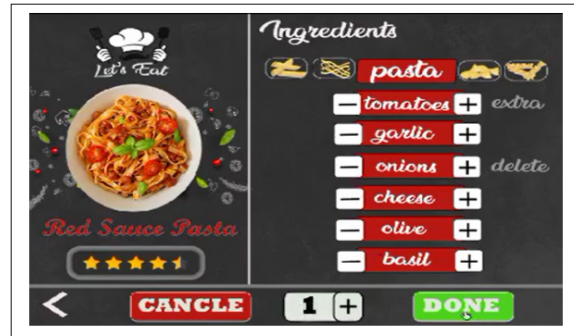 Let's Eat
Red Sauce Pasta
Ingredients
pasta
− tomatoes + extra
− garlic +
− onions + delete
− cheese +
− olive +
− basil +
< CANCLE 1 + DONE